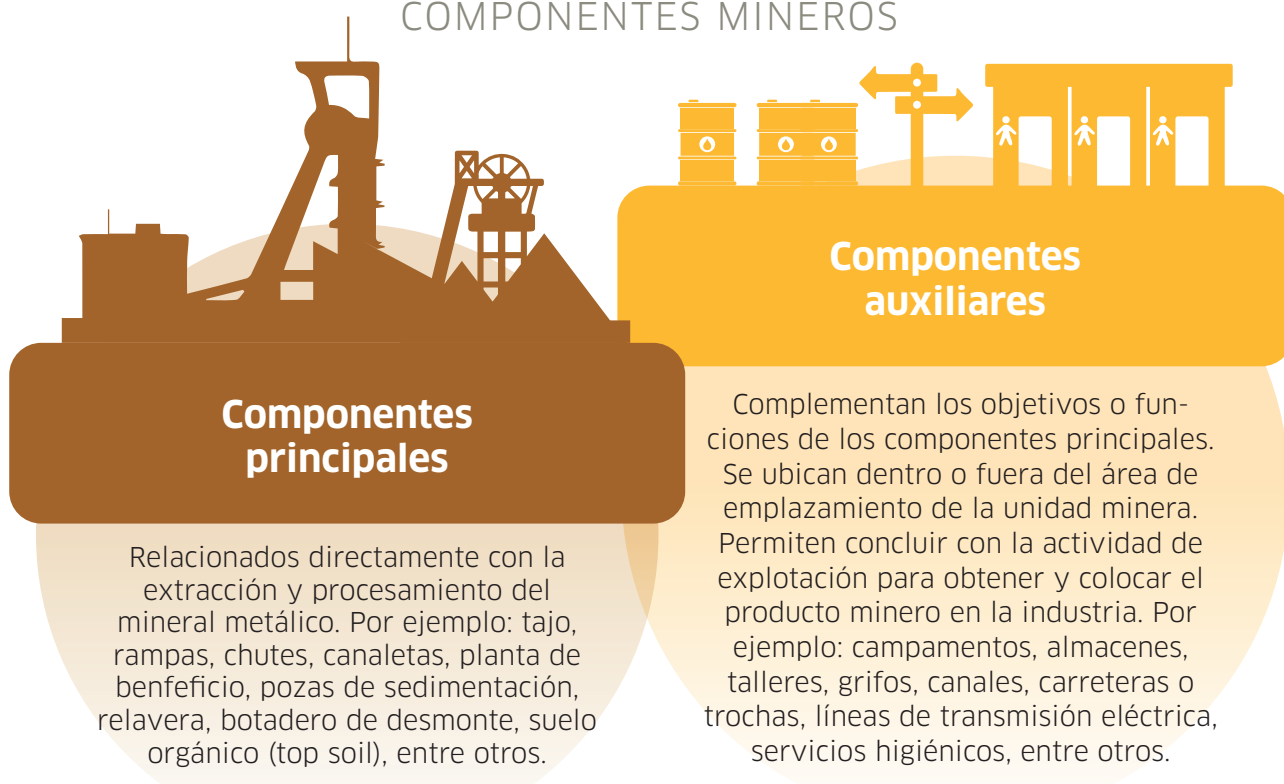 COMPONENTES MINEROS
Componentes
principales
Relacionados directamente con la
extracción y procesamiento del
mineral metálico. Por ejemplo: tajo,
rampas, chutes, canaletas, planta de
benfeficio, pozas de sedimentación,
relavera, botadero de desmonte, suelo
orgánico (top soil), entre otros.
Componentes
auxiliares
Complementan los objetivos o fun-
ciones de los componentes principales.
Se ubican dentro o fuera del área de
emplazamiento de la unidad minera.
Permiten concluir con la actividad de
explotación para obtener y colocar el
producto minero en la industria. Por
ejemplo: campamentos, almacenes,
talleres, grifos, canales, carreteras o
trochas, líneas de transmisión eléctrica,
servicios higiénicos, entre otros.